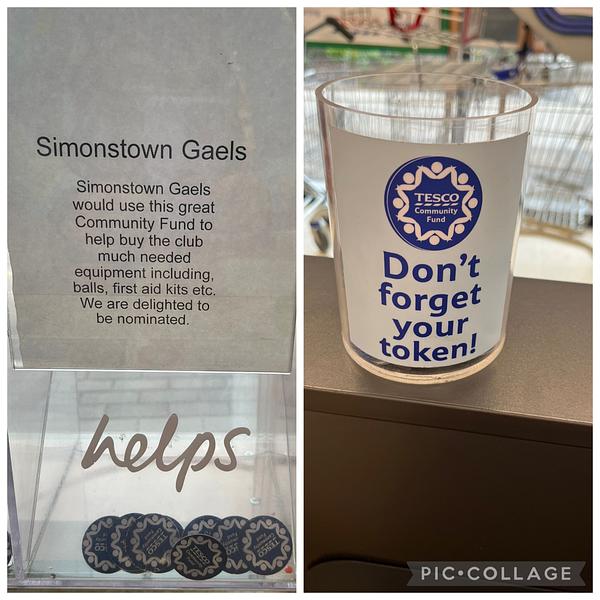 Simonstown Gaels
Simonstown Gaels
would use this great
Community Fund to
help buy the club
much needed
equipment including,
balls, first aid kits etc.
We are delighted to
be nominated.
helps
TESCO
TESCO
TESCO
Community
Fund
Don't
forget
your
token!
PIC•COLLAGE